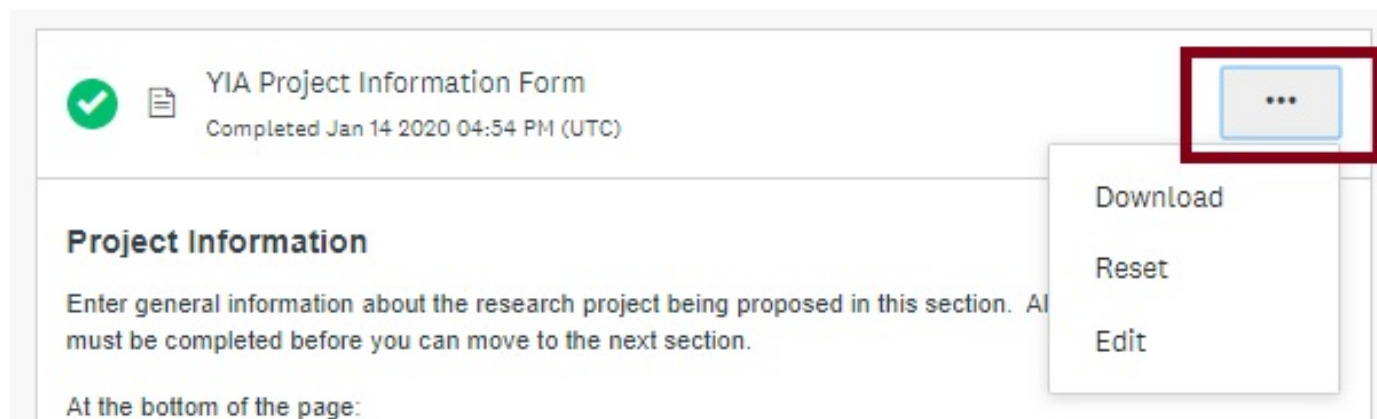 YIA Project Information Form
Completed Jan 14 2020 04:54 PM (UTC)
•••
Download
Reset
Edit
Project Information
Enter general information about the research project being proposed in this section.
must be completed before you can move to the next section.
At the bottom of the page: